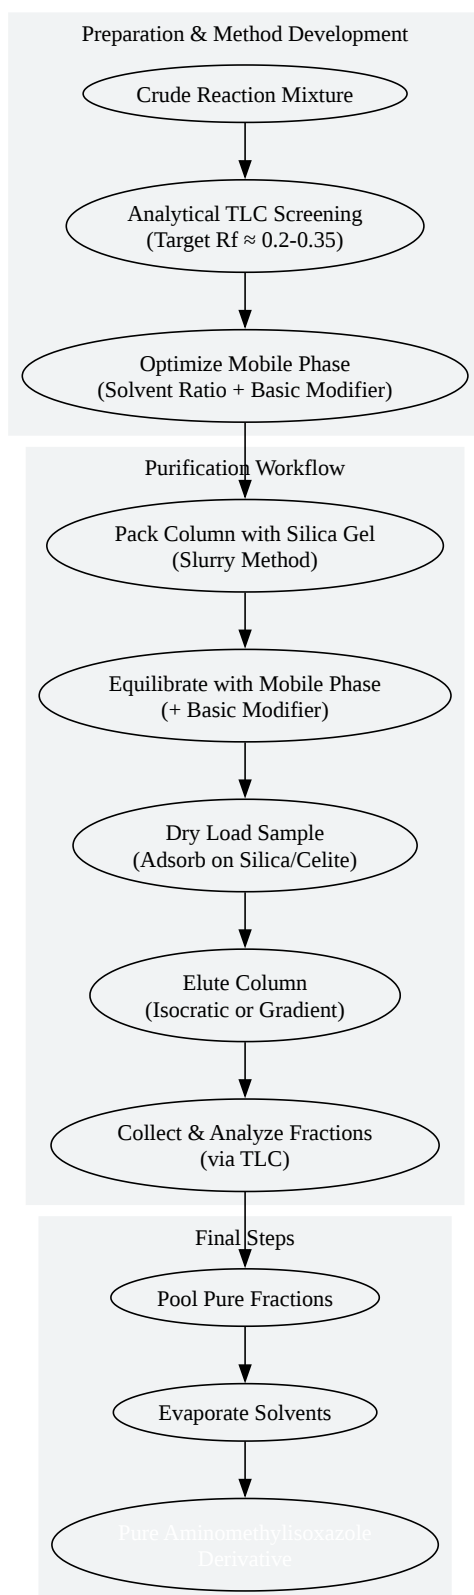 Preparation & Method Development
Crude Reaction Mixture
Analytical TLC Screening
(Target Rf ≈ 0.2-0.35)
Optimize Mobile Phase
(Solvent Ratio + Basic Modifier)
Purification Workflow
Pack Column with Silica Gel
(Slurry Method)
Equilibrate with Mobile Phase
(+ Basic Modifier)
Dry Load Sample
(Adsorb on Silica/Celite)
Elute Column
(Isocratic or Gradient)
Collect & Analyze Fractions
(via TLC)
Final Steps
Pool Pure Fractions
Evaporate Solvents
Pure Aminomethylisoxazole
Derivative